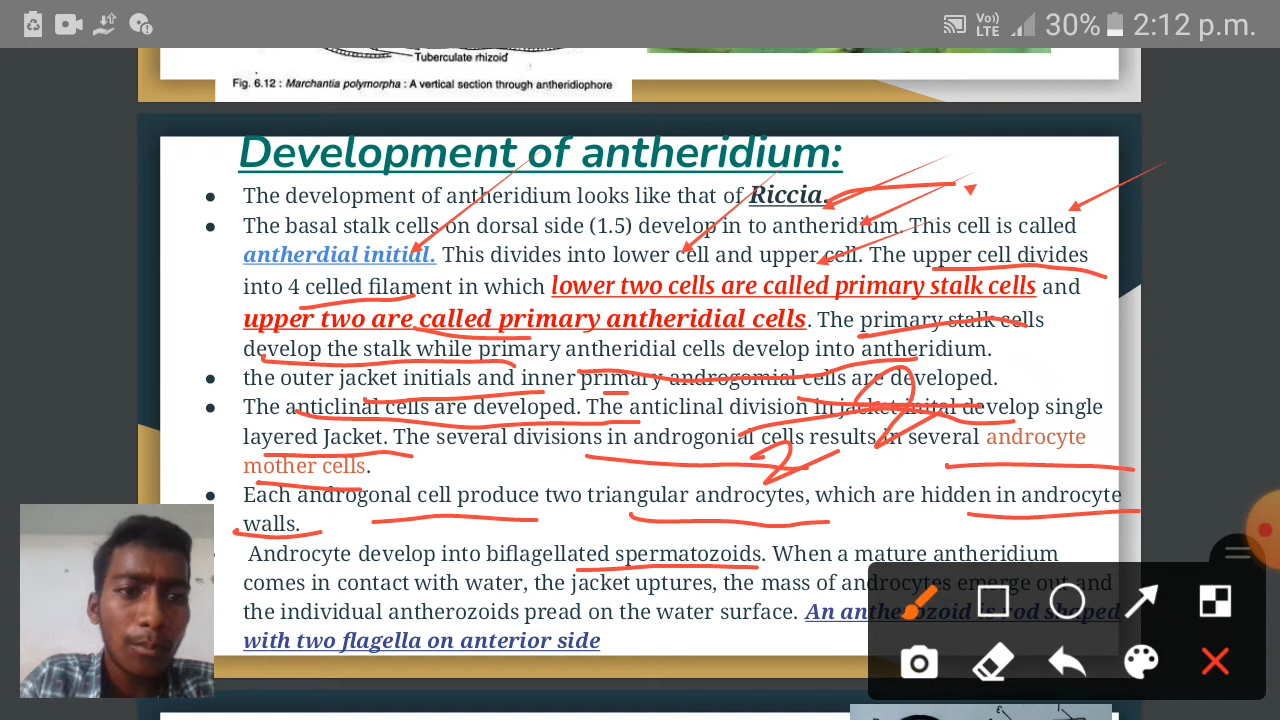 Vo)
LTE
30%
2:12 p.m.
Tuberculate rhizoid
Fig. 6.12 : Marchantia polymorpha : A vertical section through antheridiophore
Development of antheridium:
● The development of antheridium looks like that of Riccia.
● The basal stalk cells on dorsal side (1.5) develop in to antheridium. This cell is called
antherdial initial. This divides into lower cell and upper cell. The upper cell divides
into 4 celled filament in which lower two cells are called primary stalk cells and
upper two are called primary antheridial cells. The primary stalk cells
develop the stalk while primary antheridial cells develop into antheridium.
● the outer jacket initials and inner primary androgomial cells are developed.
● The anticlinal cells are developed. The anticlinal division in jacket inital develop single
layered Jacket. The several divisions in androgonial cells results in several androcyte
mother cells.
● Each androgonal cell produce two triangular androcytes, which are hidden in androcyte
walls.
Androcyte develop into biflagellated spermatozoids. When a mature antheridium
comes in contact with water, the jacket uptures, the mass of androcytes emerge out and
the individual antherozoids pread on the water surface. An antherozoid is rod shaped
with two flagella on anterior side